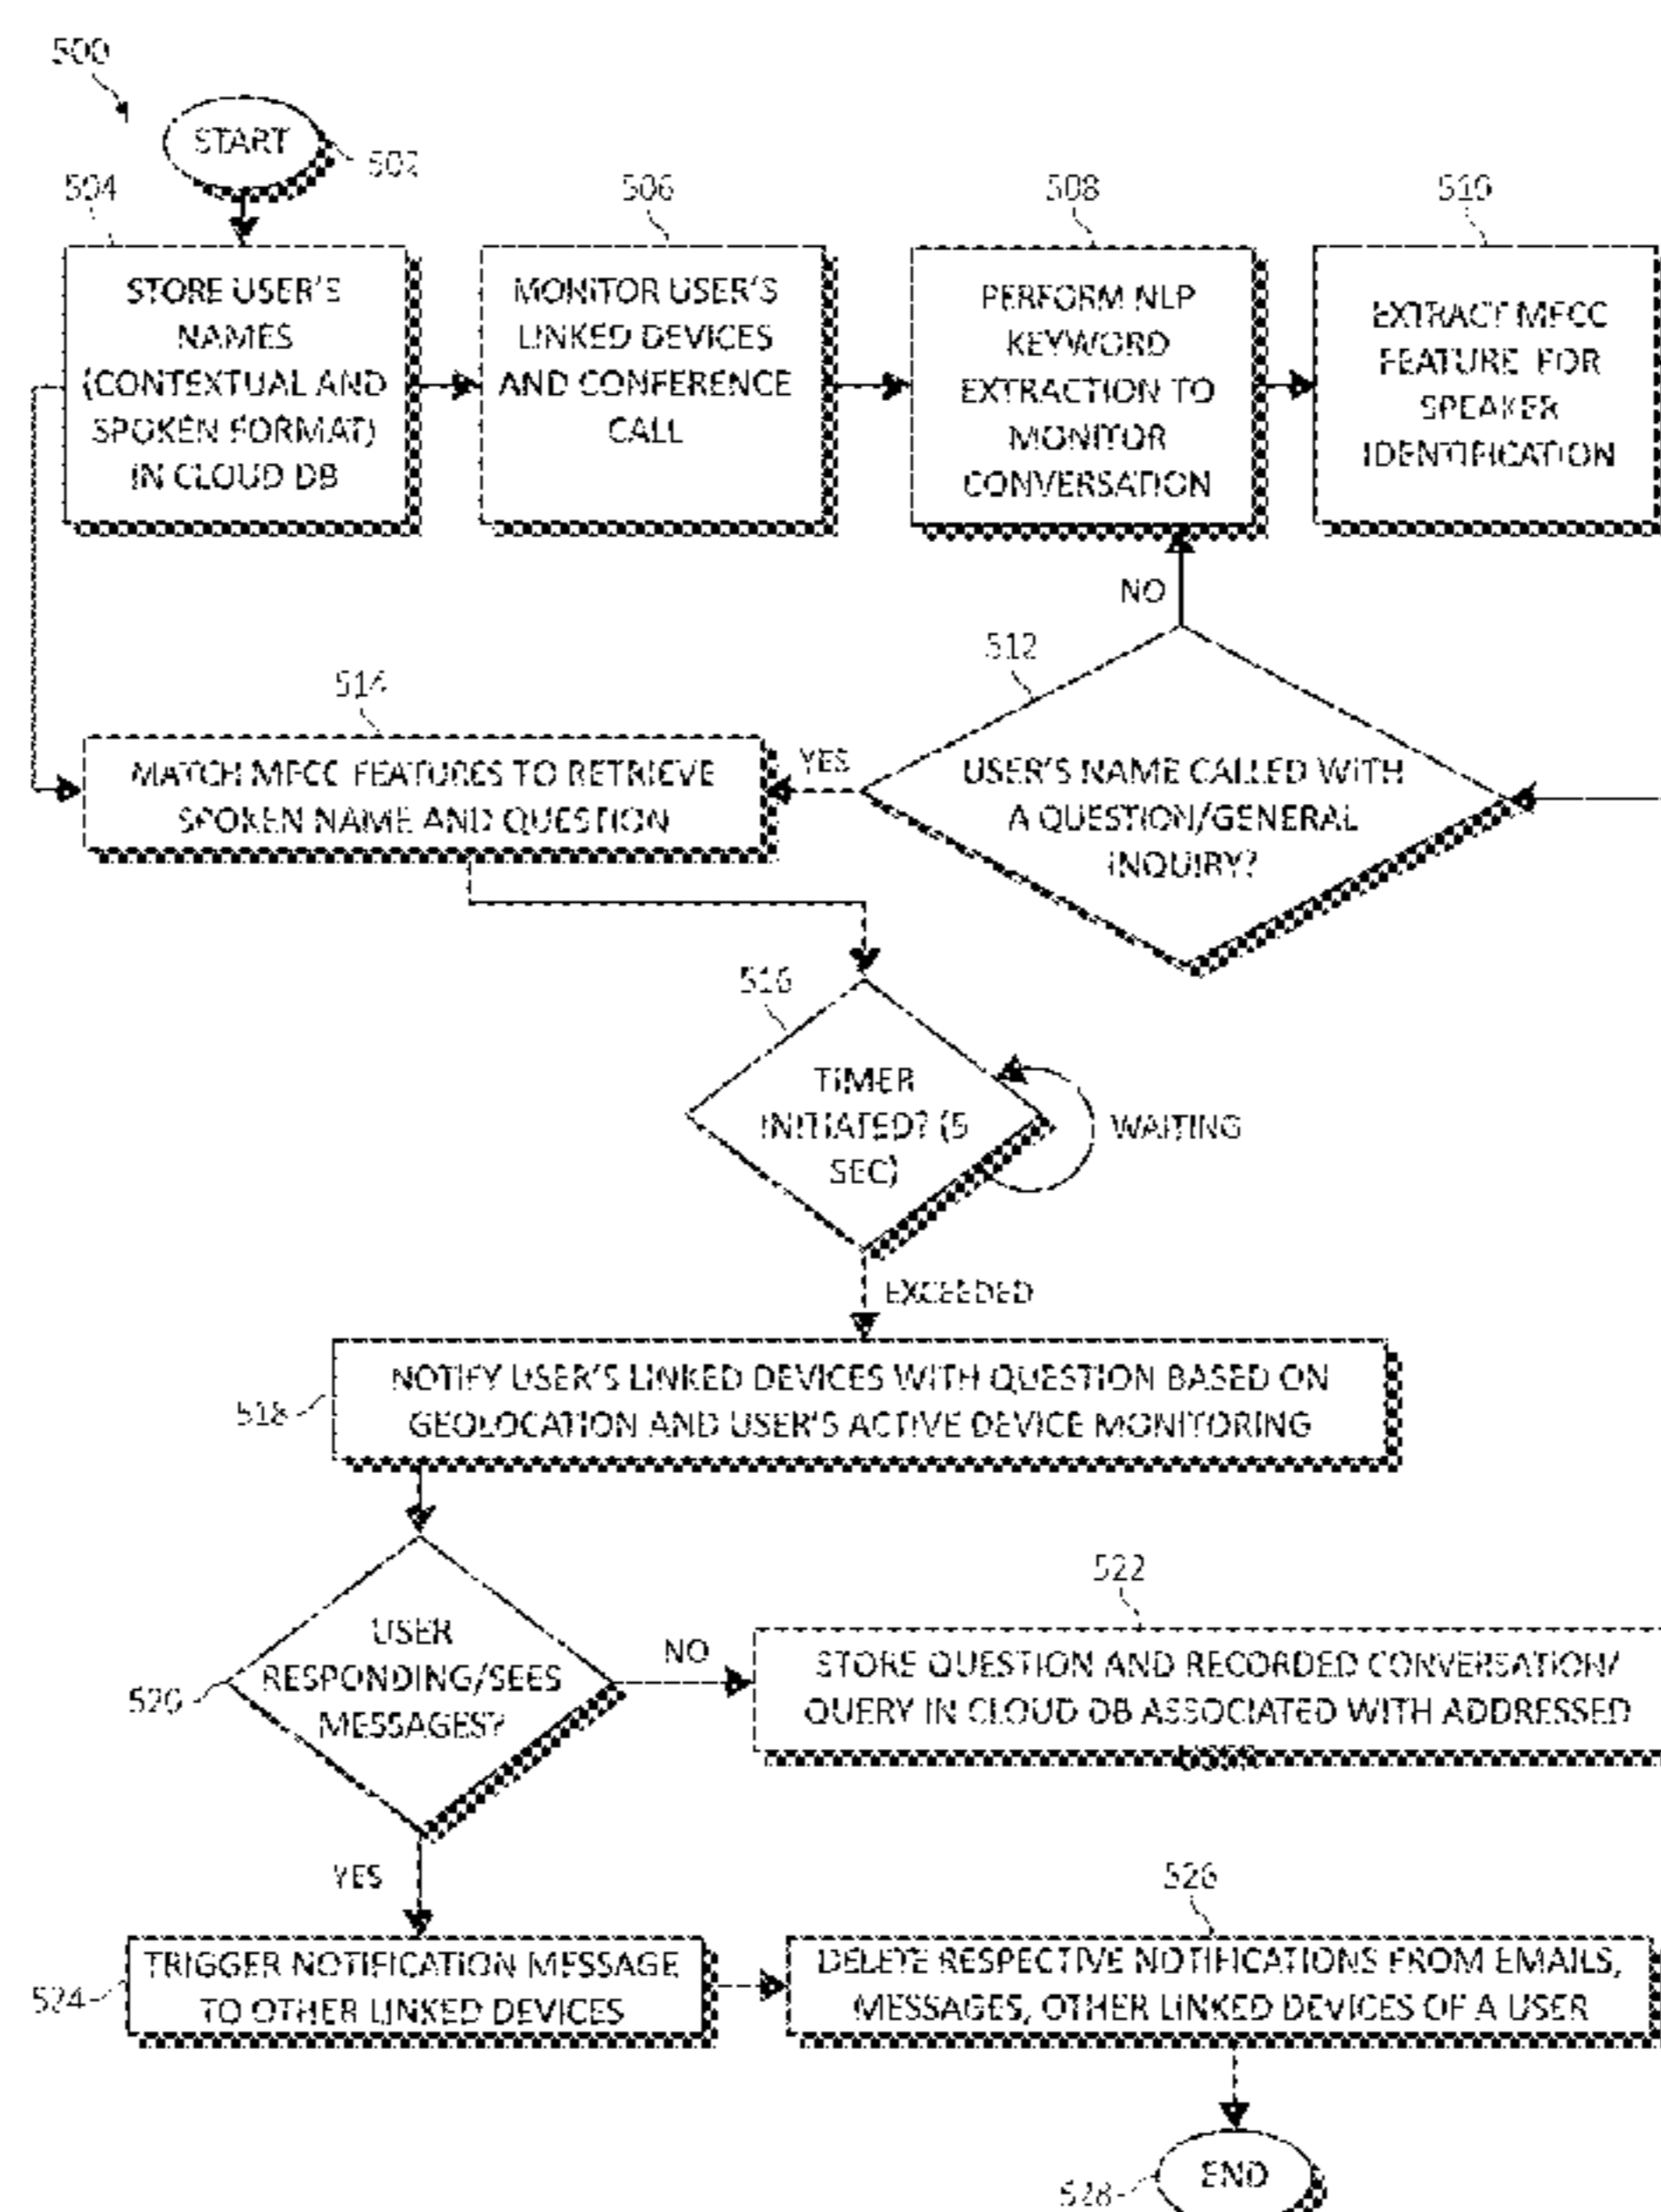 500
START
502
504
506
508
510
STORE USER'S
NAMES
(CONTEXTUAL AND
SPOKEN FORMAT)
IN CLOUD DB
MONITOR USER'S
LINKED DEVICES
AND CONFERENCE
CALL
PERFORM NLP
KEYWORD
EXTRACTION TO
MONITOR
CONVERSATION
EXTRACT MFCC
FEATURE FOR
SPEAKER
IDENTIFICATION
NO
512
514
MATCH MFCC FEATURES TO RETRIEVE
SPOKEN NAME AND QUESTION
YES
USER'S NAME CALLED WITH
A QUESTION/GENERAL
INQUIRY?
516
TIMER
INITIATED? (5
SEC)
WAITING
EXCEEDED
518
NOTIFY USER'S LINKED DEVICES WITH QUESTION BASED ON
GEOLOCATION AND USER'S ACTIVE DEVICE MONITORING
520
USER
RESPONDING/SEES
MESSAGES?
NO
522
STORE QUESTION AND RECORDED CONVERSATION/
QUERY IN CLOUD DB ASSOCIATED WITH ADDRESSED
YES
524
TRIGGER NOTIFICATION MESSAGE
TO OTHER LINKED DEVICES
526
DELETE RESPECTIVE NOTIFICATIONS FROM EMAILS,
MESSAGES, OTHER LINKED DEVICES OF A USER
528
END